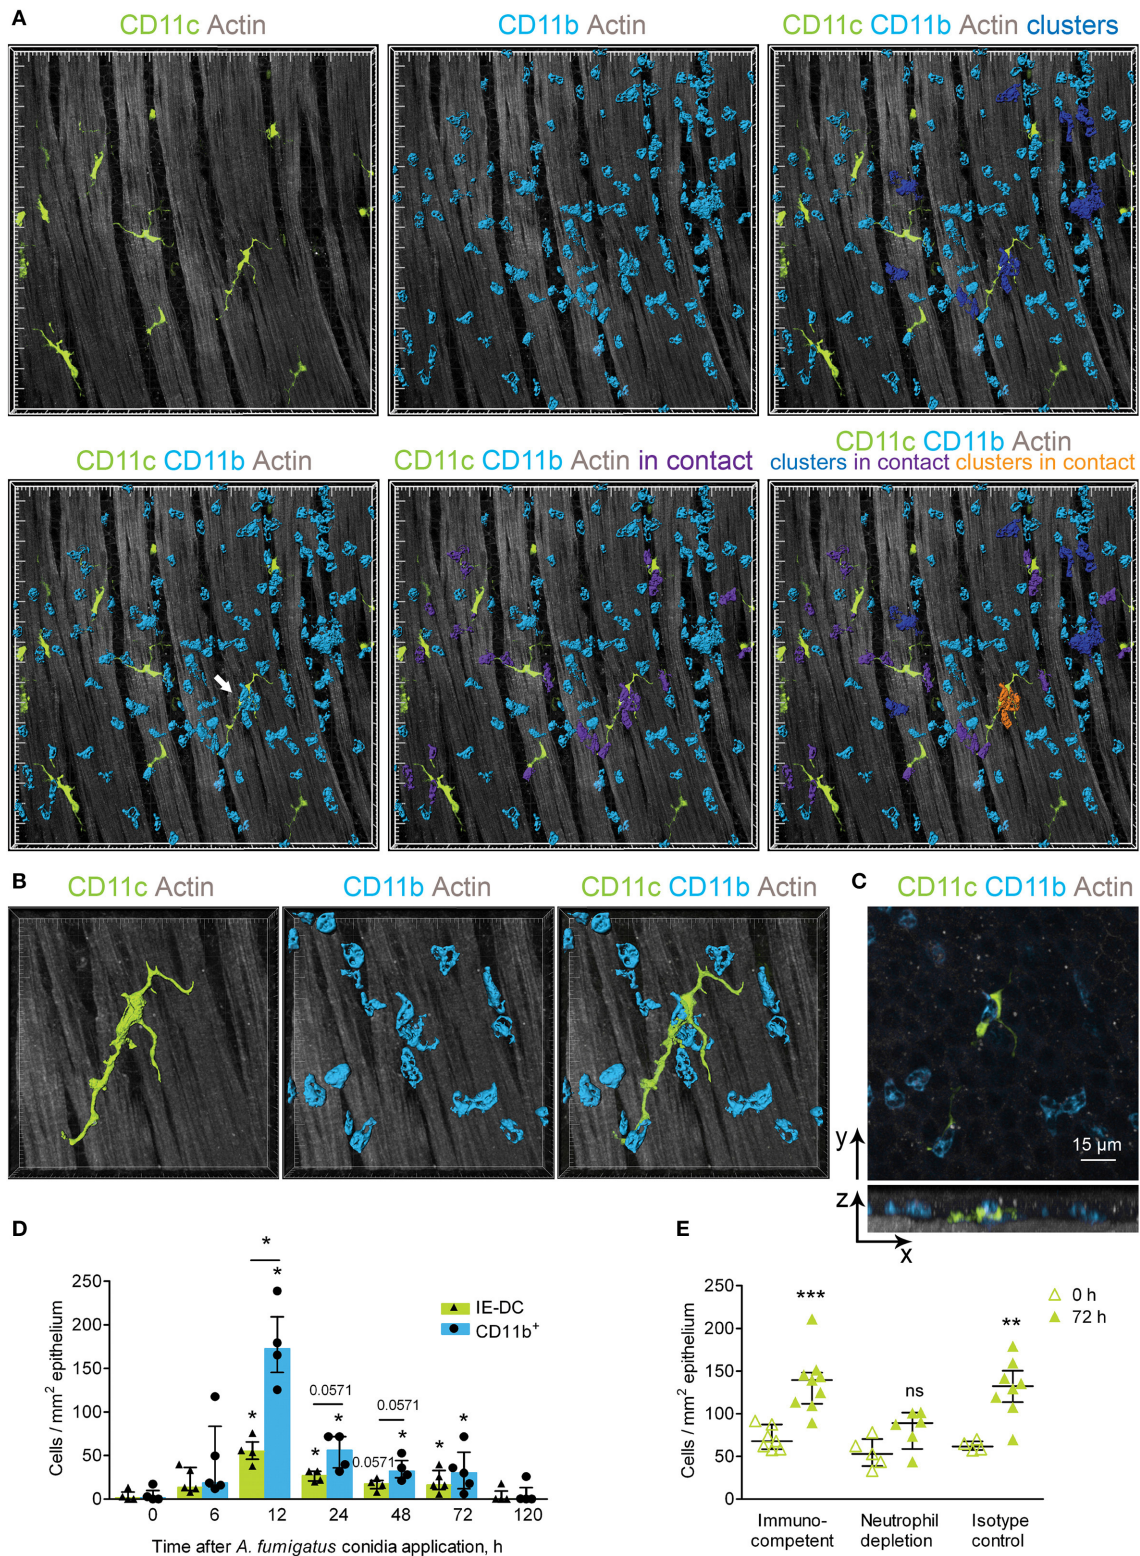 A
CD11c Actin
CD11b Actin
CD11c CD11b Actin clusters
CD11c CD11b Actin
CD11c CD11b Actin in contact
CD11c CD11b Actin
clusters in contact clusters in contact
B
CD11c Actin
CD11b Actin
CD11c CD11b Actin
C
CD11c CD11b Actin
15 µm
y
z
x
D
Cells / mm² epithelium
250
200
150
100
50
0
IE-DC
CD11b⁺
*
*
*
0.0571
*
*
0.0571
0.0571
*
*
*
0 6 12 24 48 72 120
Time after A. fumigatus conidia application, h
E
Cells / mm² epithelium
250
200
150
100
50
0
0 h
72 h
***
ns
**
Immuno-
competent
Neutrophil
depletion
Isotype
control